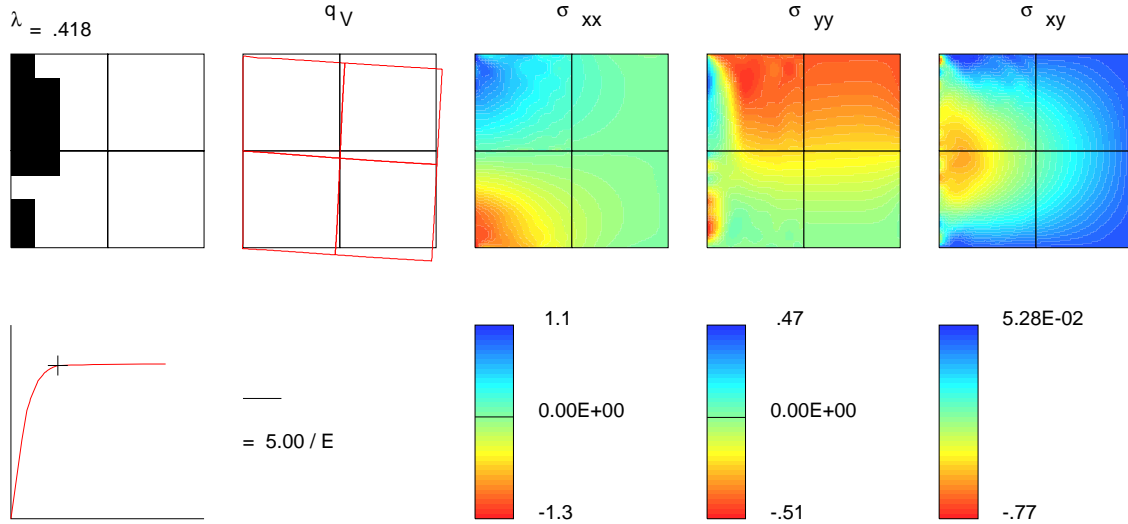 λ = .418
q V
σ xx
σ yy
σ xy
1.1
.47
5.28E-02
0.00E+00
0.00E+00
= 5.00 / E
-1.3
-.51
-.77